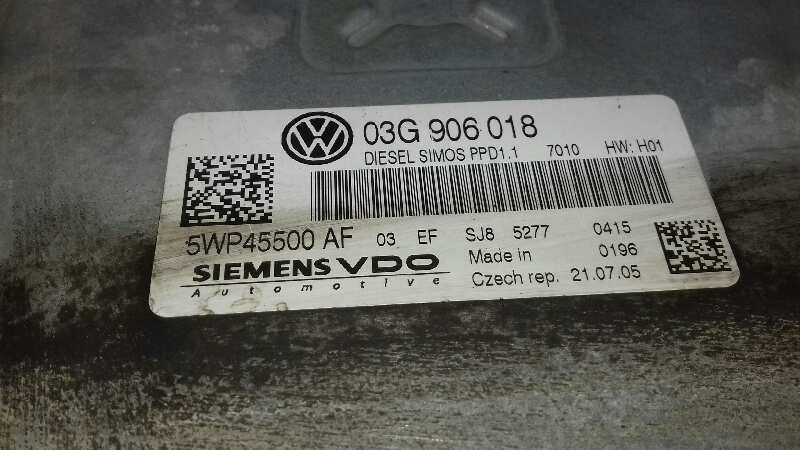 03G 906 018
DIESEL SIMOS PPD1.1 7010 HW: H01
5WP45500 AF 03 EF SJ8 5277 0415
SIEMENS VDO Made in 0196
Automotive Czech rep. 21.07.05